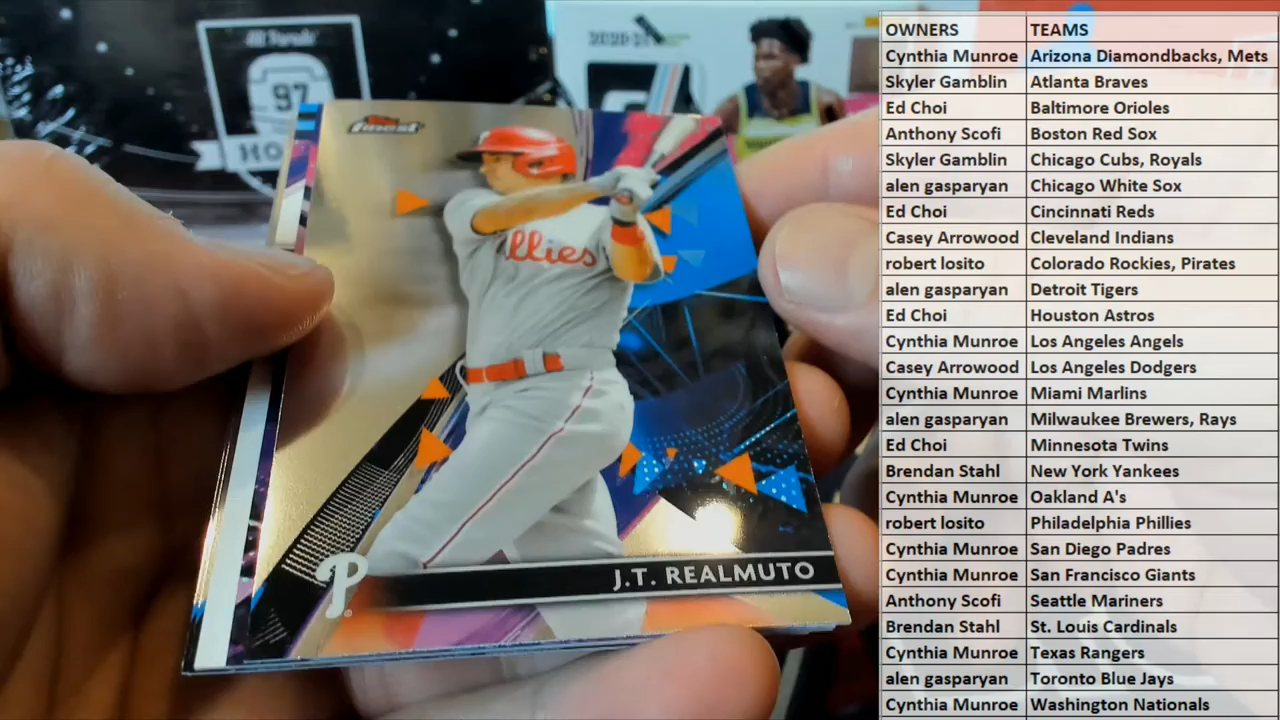 All Parade
97
HO
2020-21
Topps
finest
llies
P
J.T. REALMUTO
OWNERS TEAMS
Cynthia Munroe Arizona Diamondbacks, Mets
Skyler Gamblin Atlanta Braves
Ed Choi Baltimore Orioles
Anthony Scofi Boston Red Sox
Skyler Gamblin Chicago Cubs, Royals
alen gasparyan Chicago White Sox
Ed Choi Cincinnati Reds
Casey Arrowood Cleveland Indians
robert losito Colorado Rockies, Pirates
alen gasparyan Detroit Tigers
Ed Choi Houston Astros
Cynthia Munroe Los Angeles Angels
Casey Arrowood Los Angeles Dodgers
Cynthia Munroe Miami Marlins
alen gasparyan Milwaukee Brewers, Rays
Ed Choi Minnesota Twins
Brendan Stahl New York Yankees
Cynthia Munroe Oakland A's
robert losito Philadelphia Phillies
Cynthia Munroe San Diego Padres
Cynthia Munroe San Francisco Giants
Anthony Scofi Seattle Mariners
Brendan Stahl St. Louis Cardinals
Cynthia Munroe Texas Rangers
alen gasparyan Toronto Blue Jays
Cynthia Munroe Washington Nationals